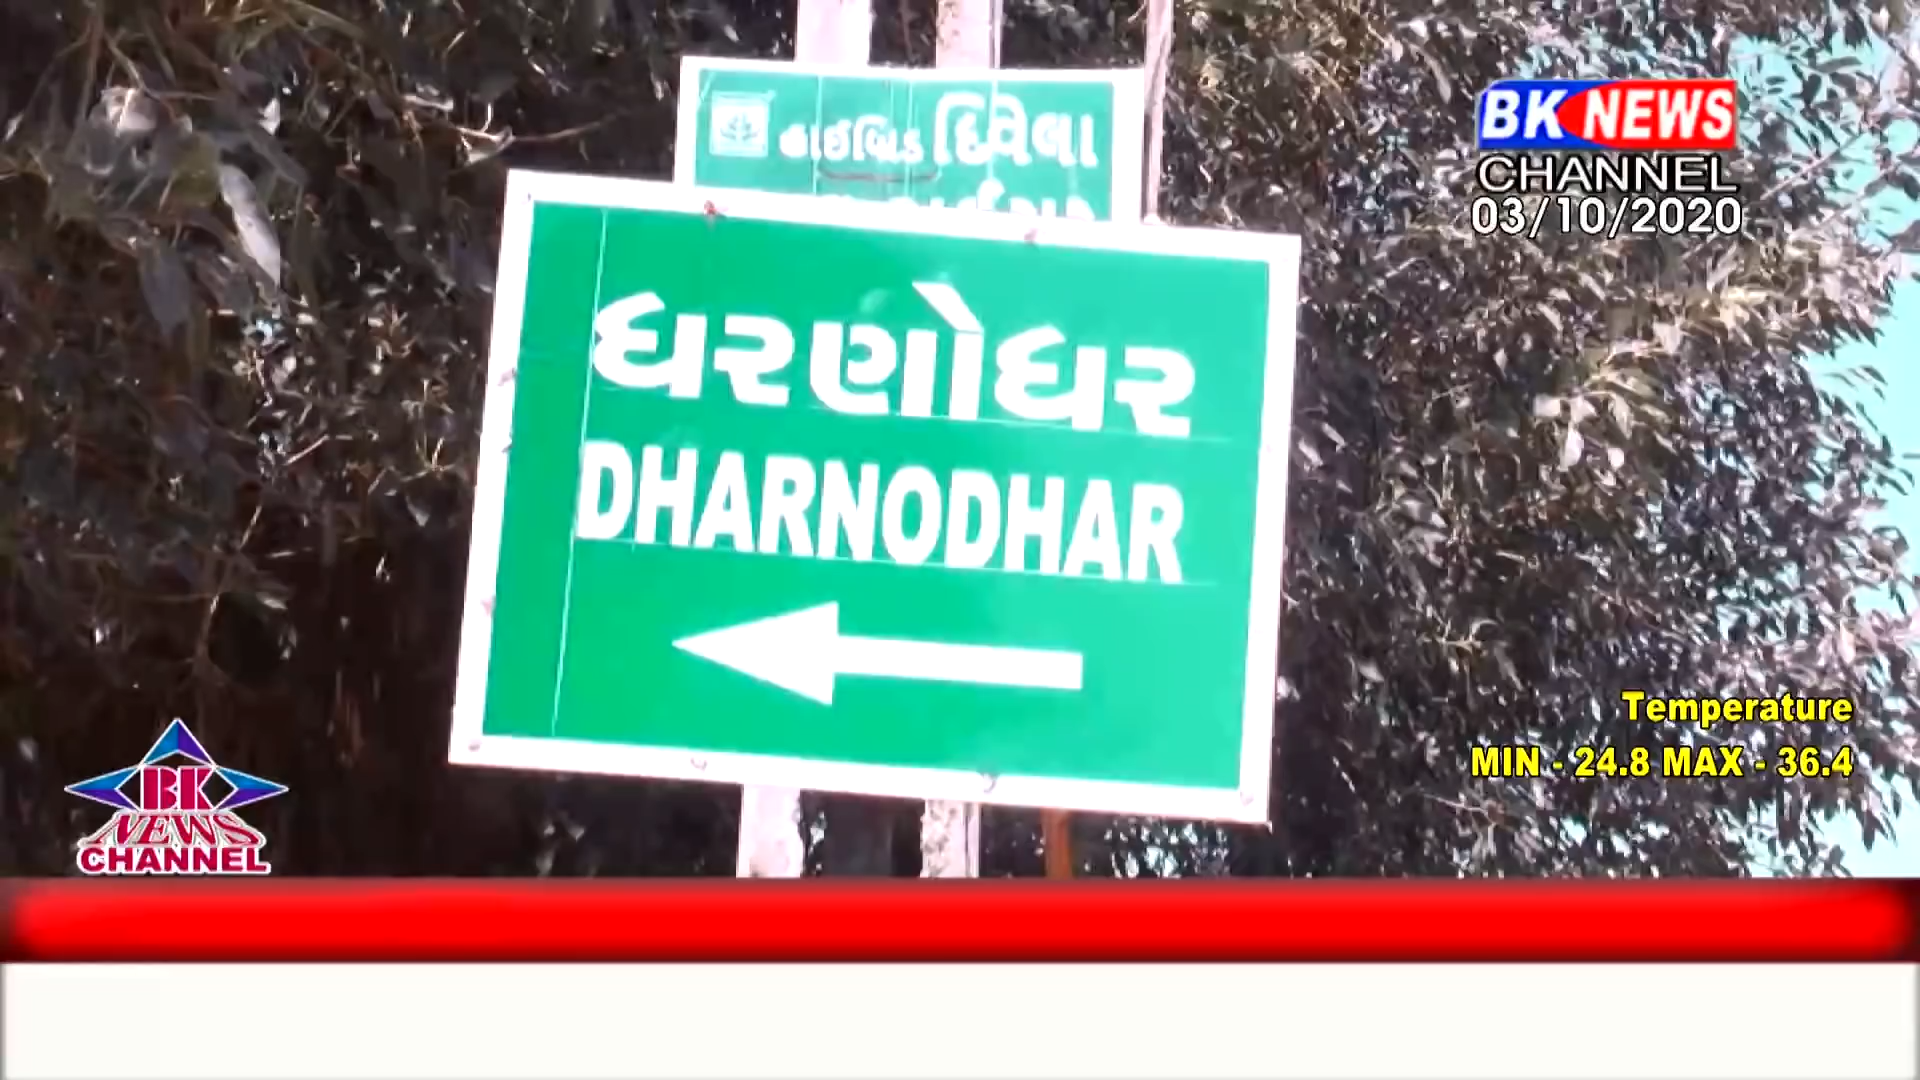 હાઈબ્રિડ દિવેલા
BK NEWS
CHANNEL
03/10/2020
ધરણોધર
DHARNODHAR
Temperature
MIN - 24.8 MAX - 36.4
BK
NEWS
CHANNEL